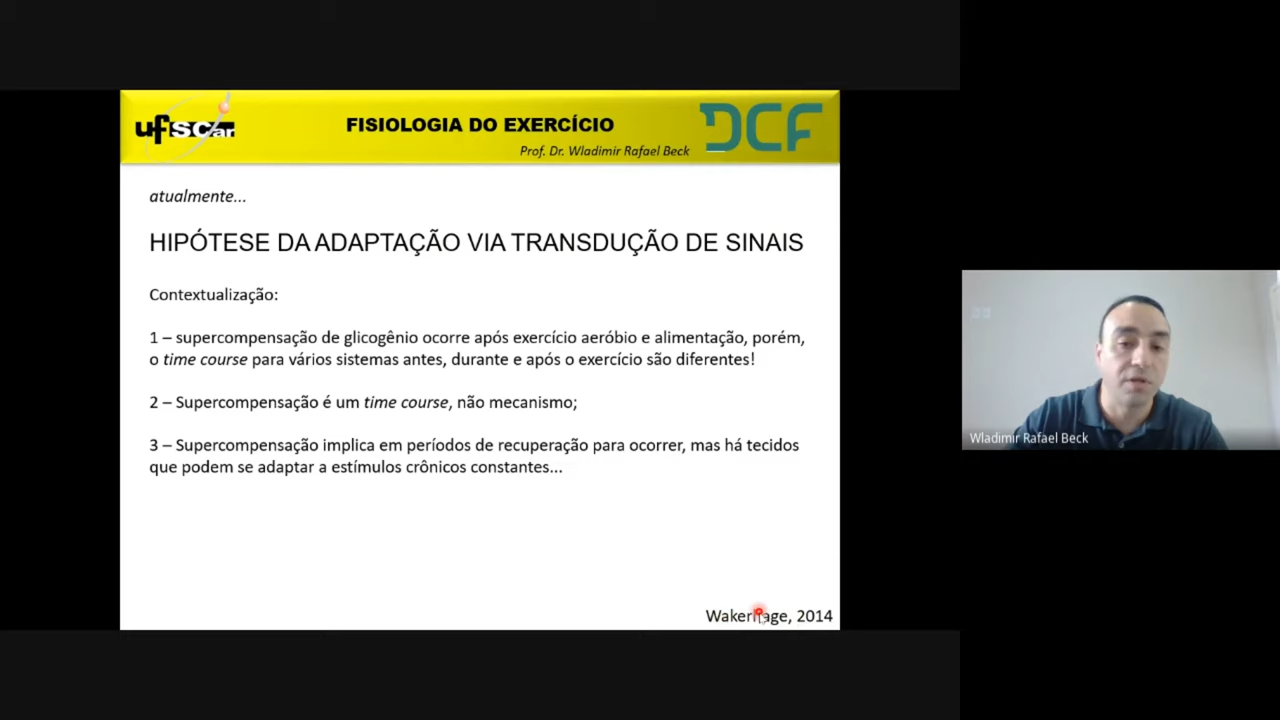 ufscar
FISIOLOGIA DO EXERCÍCIO
Prof. Dr. Wladimir Rafael Beck
DCF
atualmente...
HIPÓTESE DA ADAPTAÇÃO VIA TRANSDUÇÃO DE SINAIS
Contextualização:
1 – supercompensação de glicogênio ocorre após exercício aeróbio e alimentação, porém,
o time course para vários sistemas antes, durante e após o exercício são diferentes!
2 – Supercompensação é um time course, não mecanismo;
3 – Supercompensação implica em períodos de recuperação para ocorrer, mas há tecidos
que podem se adaptar a estímulos crônicos constantes...
Wackerhage, 2014
Wladimir Rafael Beck